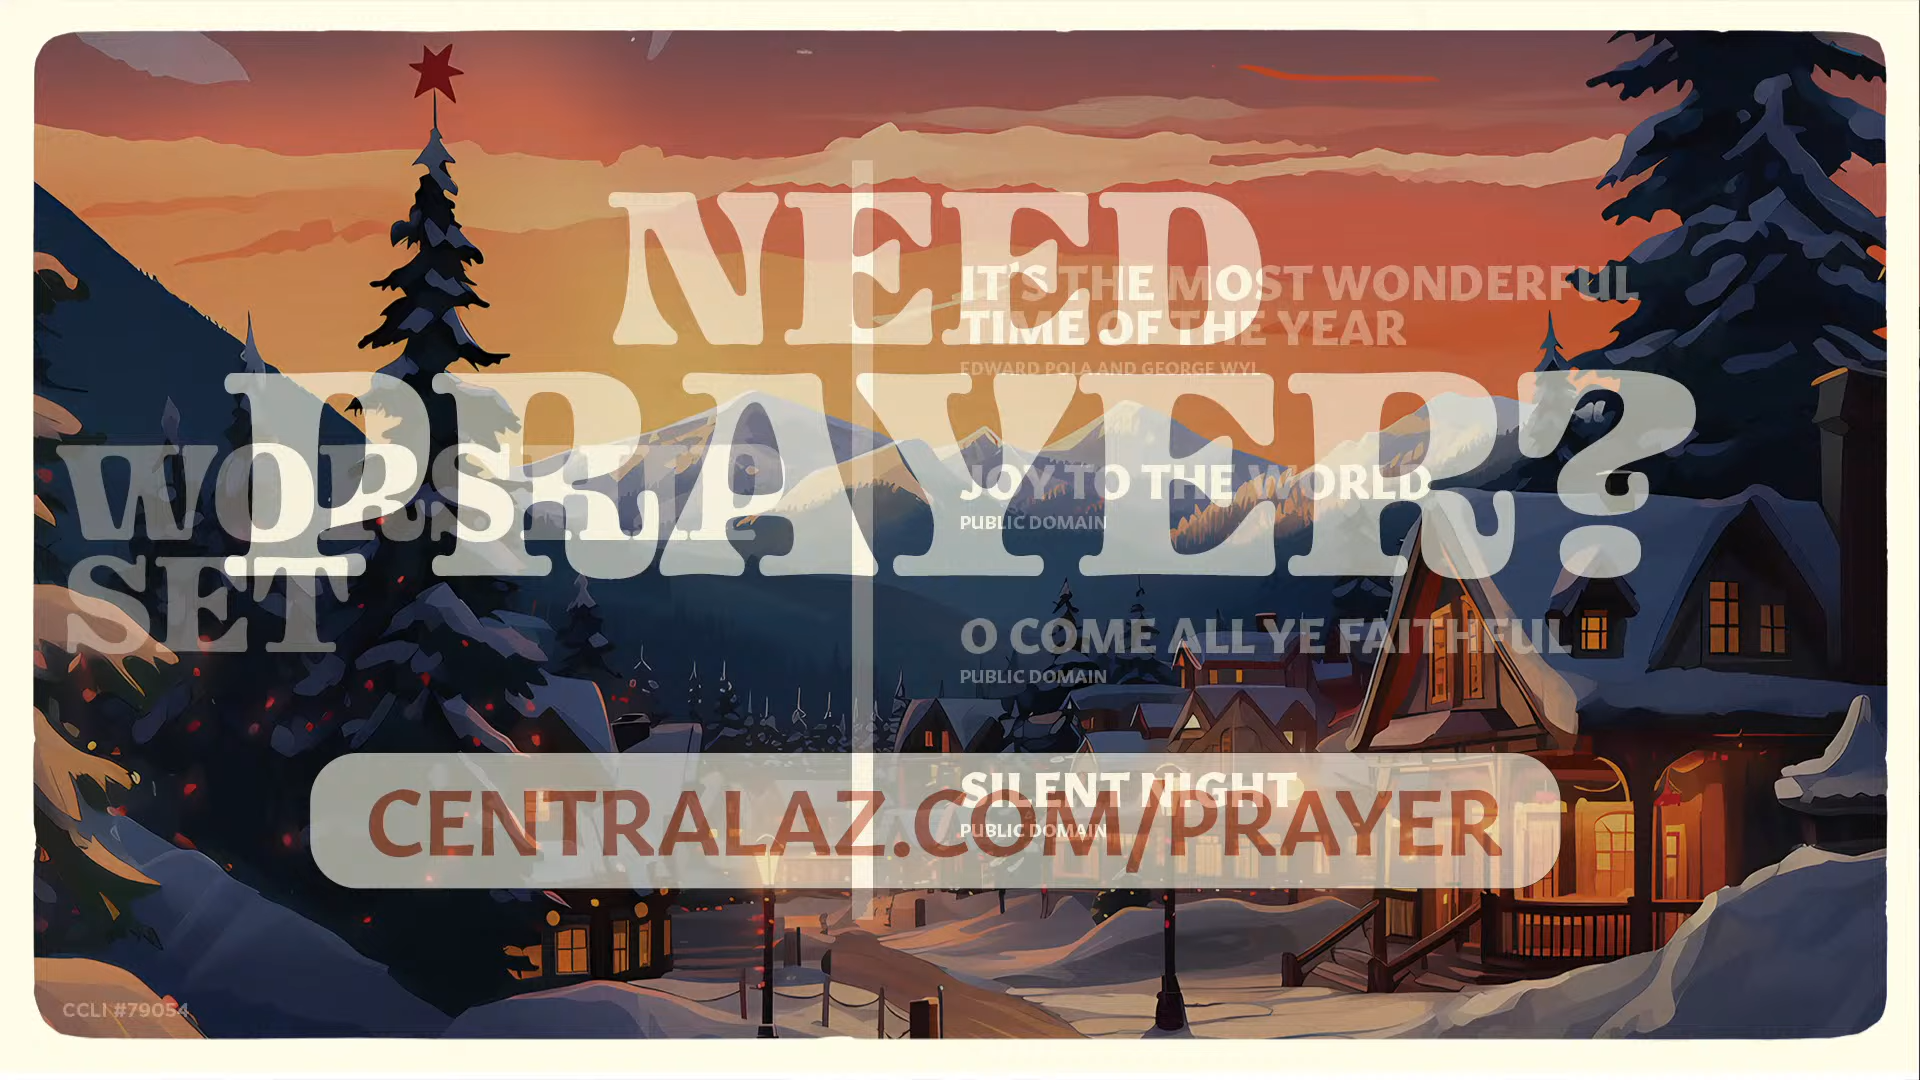 NEED
PRAYER?
CENTRALAZ.COM/PRAYER
WORSHIP
SET
IT'S THE MOST WONDERFUL
TIME OF THE YEAR
EDWARD POLA AND GEORGE WYL
JOY TO THE WORLD
PUBLIC DOMAIN
O COME ALL YE FAITHFUL
PUBLIC DOMAIN
SILENT NIGHT
PUBLIC DOMAIN
CCLI #79054